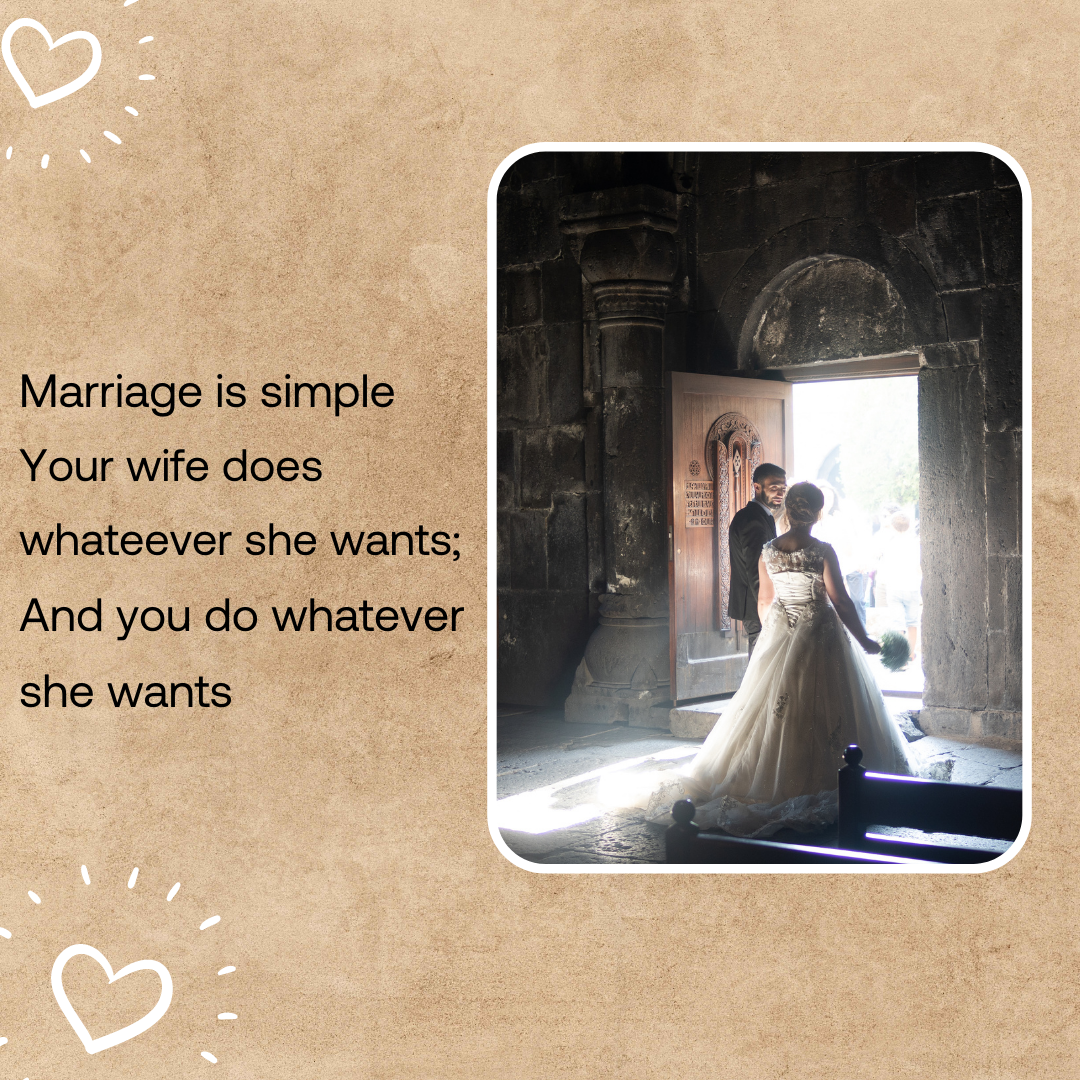 Marriage is simple
Your wife does
whateever she wants;
And you do whatever
she wants